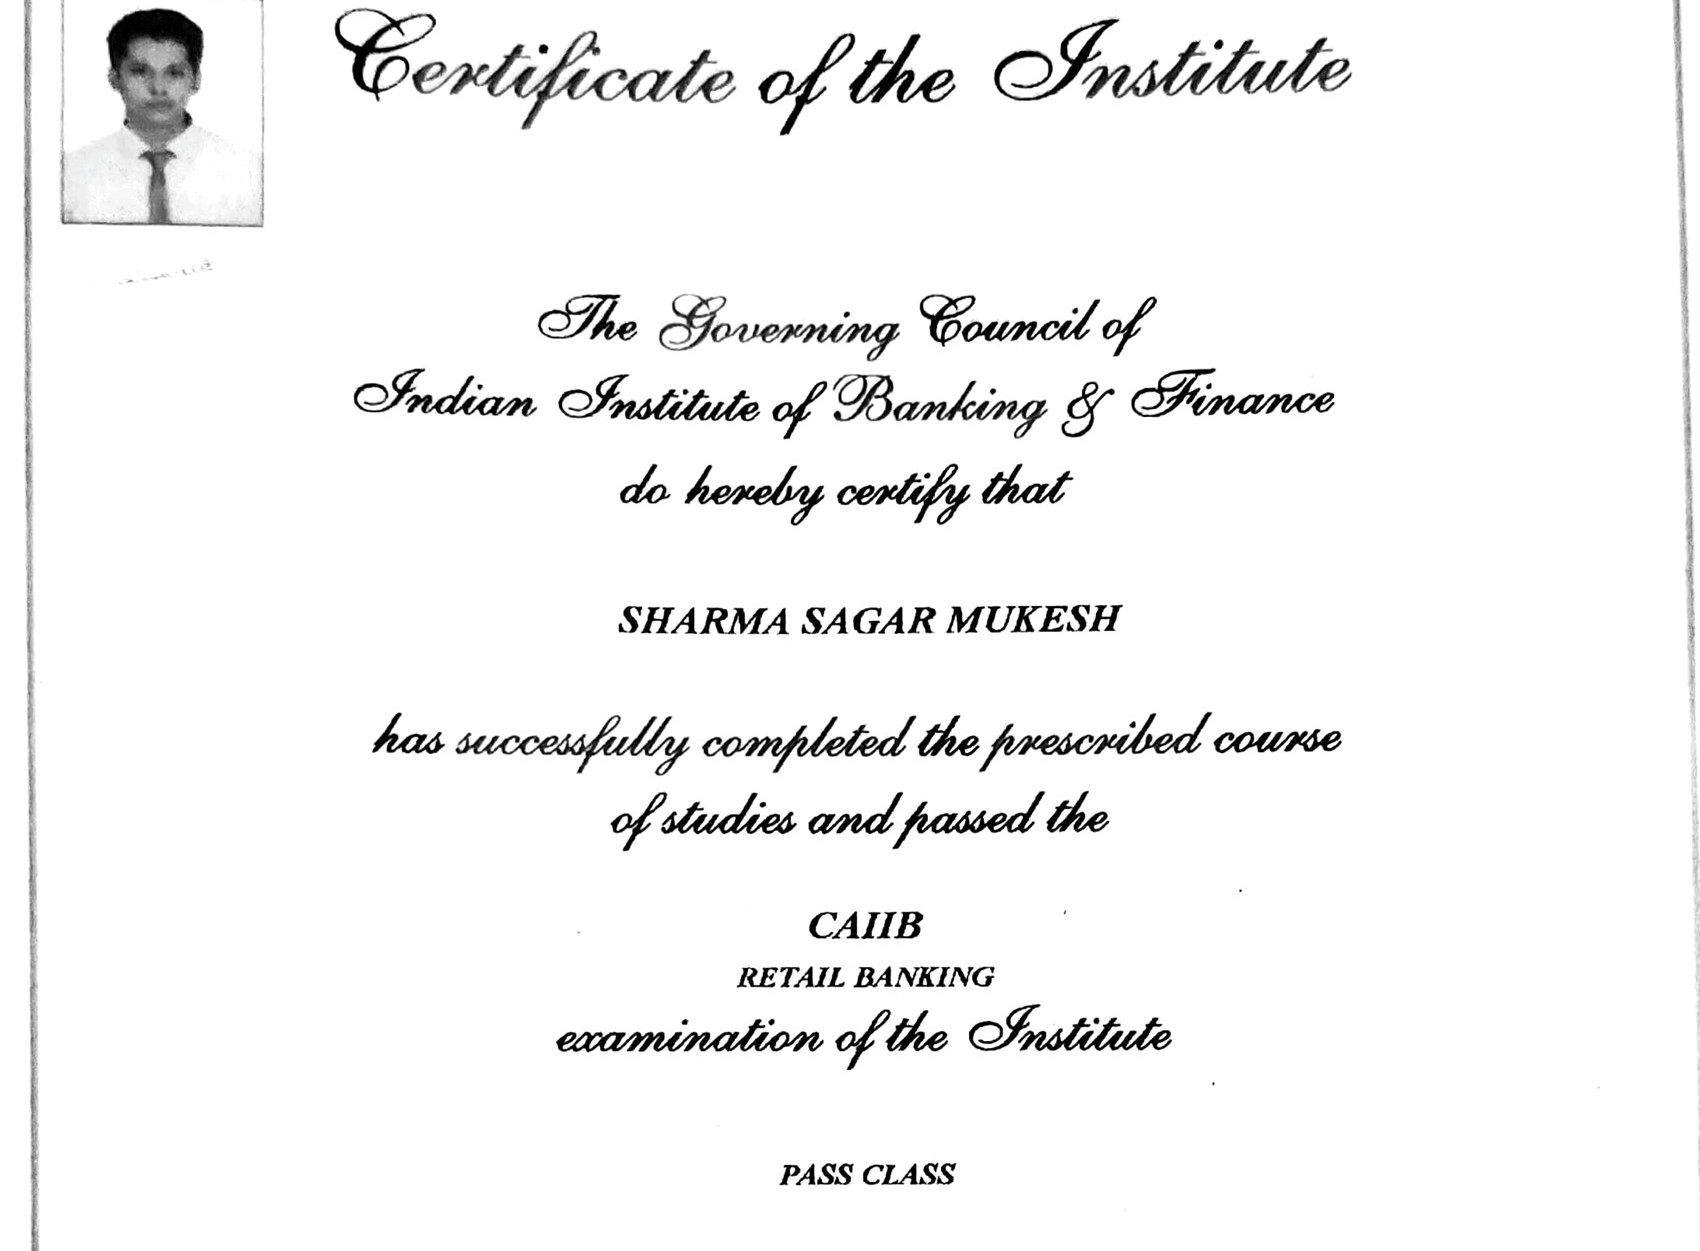 Certificate of the Institute
The Governing Council of
Indian Institute of Banking & Finance
do hereby certify that
SHARMA SAGAR MUKESH
has successfully completed the prescribed course
of studies and passed the
CAIIB
RETAIL BANKING
examination of the Institute
PASS CLASS